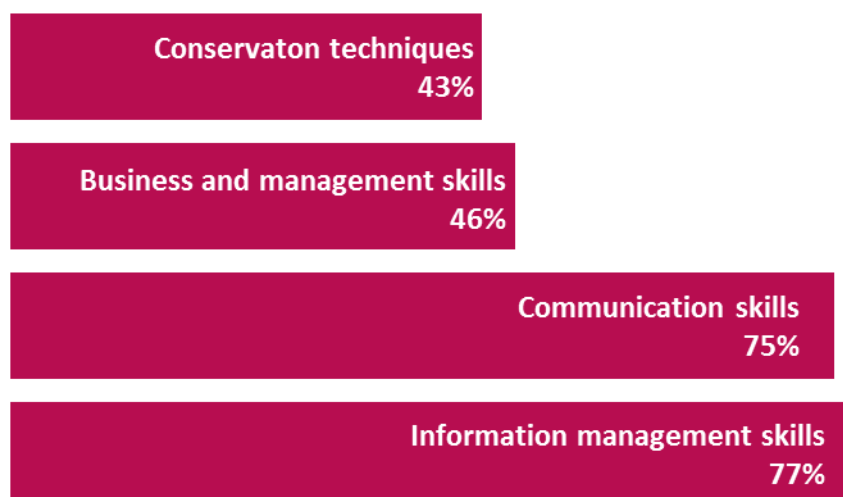 Conservaton techniques
43%
Business and management skills
46%
Communication skills
75%
Information management skills
77%